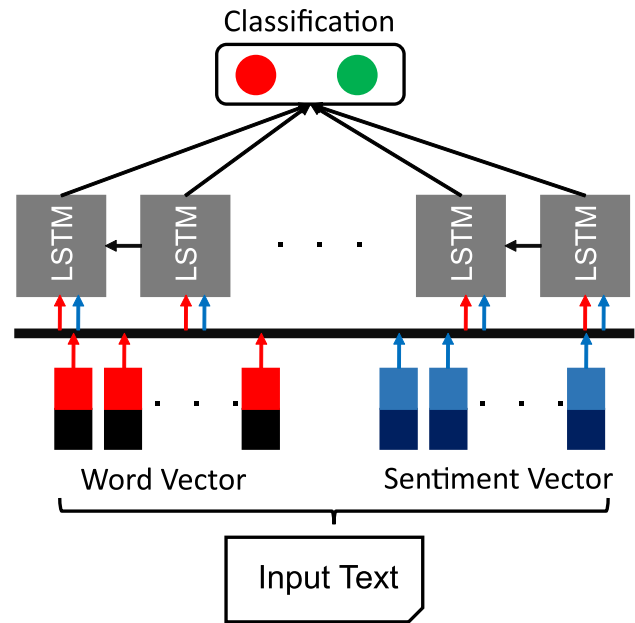 Classification
LSTM
LSTM
LSTM
LSTM
Word Vector
Sentiment Vector
Input Text